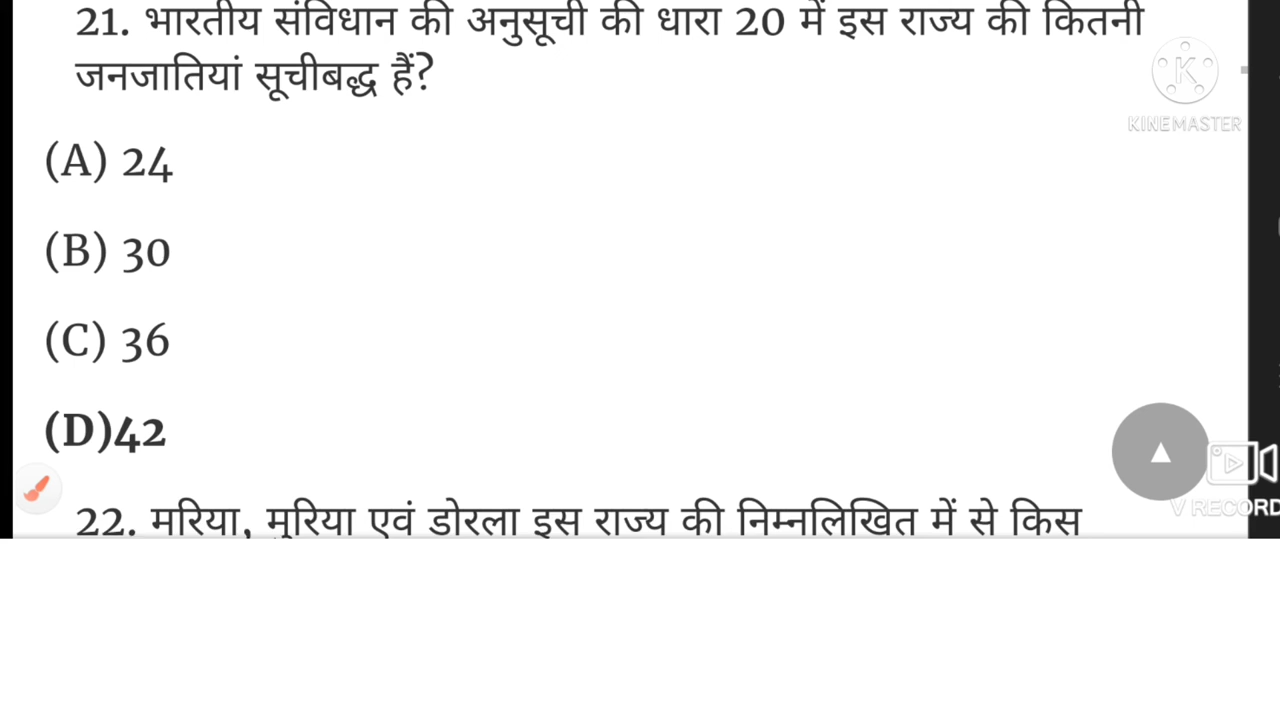 21. भारतीय संविधान की अनुसूची की धारा 20 में इस राज्य की कितनी
जनजातियां सूचीबद्ध हैं?
K
KINEMASTER
(A) 24
(B) 30
(C) 36
(D)42
V RECORD
22. मरिया, मुरिया एवं डोरला इस राज्य की निम्नलिखित में से किस